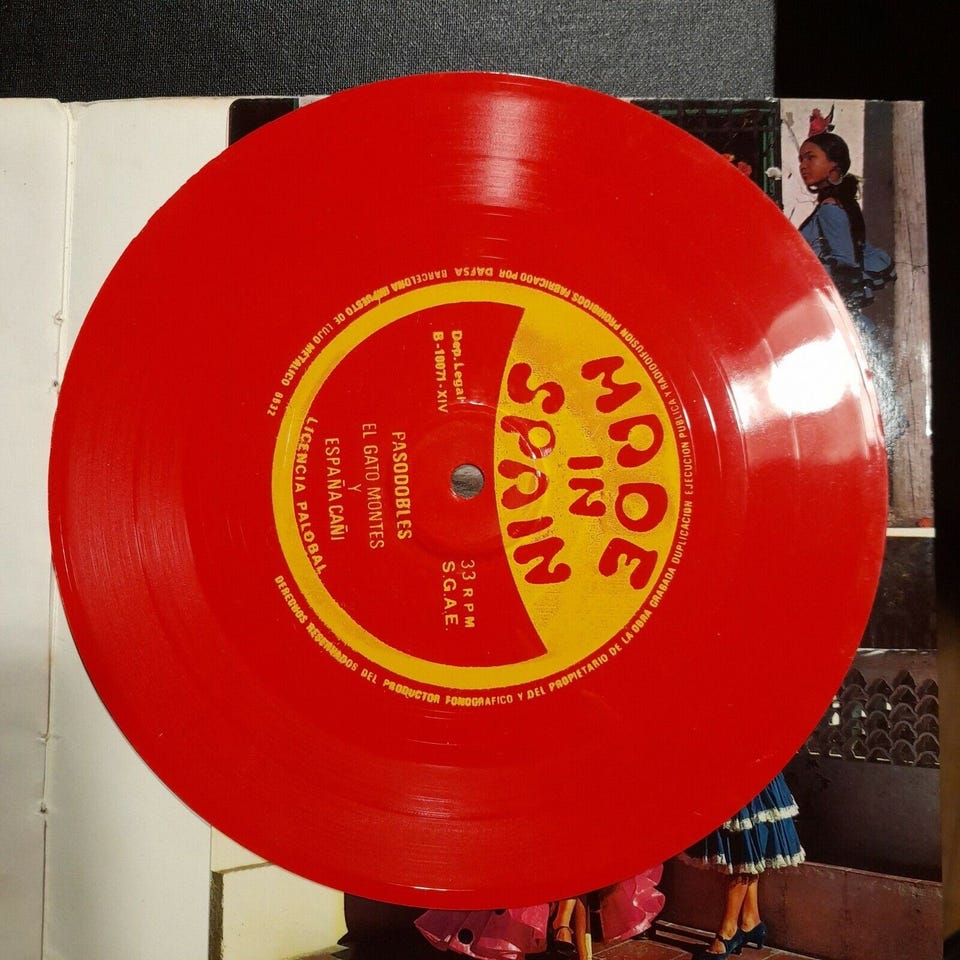 MADE
IN
SPAIN
Dep. Legal
B-10071-XIV
33 RPM
S.G.A.E.
PASODOBLES
EL GATO MONTES
Y
ESPAÑA CAÑI
LICENCIA PALOBAL
DERECHOS RESERVADOS DEL PRODUCTOR FONOGRAFICO Y DEL PROPIETARIO DE LA OBRA GRABADA DUPLICACION EJECUCION PUBLICA Y RADIODIFUSION PROHIBIDOS FABRICADO POR DAFSA BARCELONA IMPUESTO DE LUJO METALICO 6532